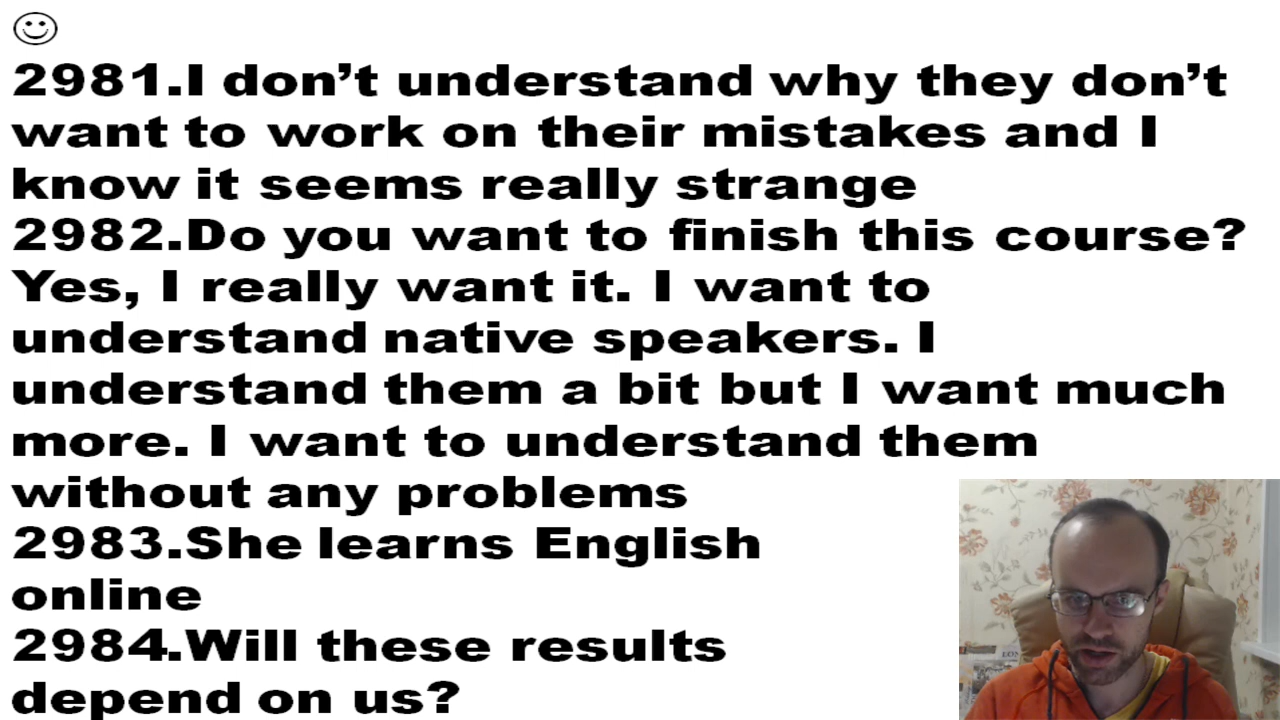 2981.I don’t understand why they don’t
want to work on their mistakes and I
know it seems really strange
2982.Do you want to finish this course?
Yes, I really want it. I want to
understand native speakers. I
understand them a bit but I want much
more. I want to understand them
without any problems
2983.She learns English
online
2984.Will these results
depend on us?